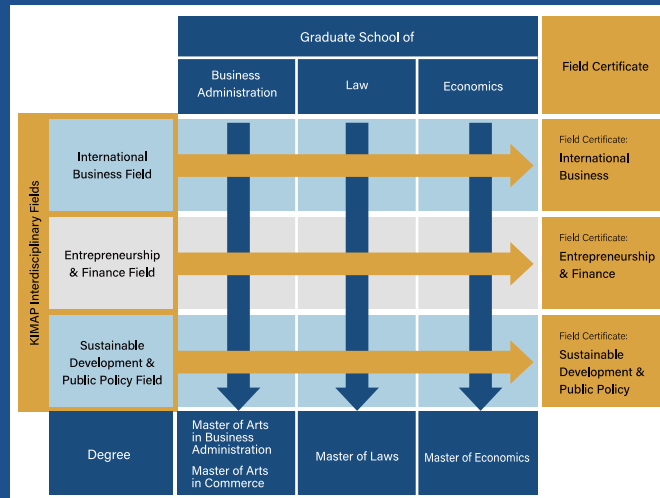 Graduate School of
Field Certificate
Business
Administration
Law
Economics
KIMAP Interdisciplinary Fields
International
Business Field
Field Certificate:
International
Business
Entrepreneurship
& Finance Field
Field Certificate:
Entrepreneurship
& Finance
Sustainable
Development &
Public Policy Field
Field Certificate:
Sustainable
Development &
Public Policy
Degree
Master of Arts
in Business
Administration
Master of Arts
in Commerce
Master of Laws
Master of Economics